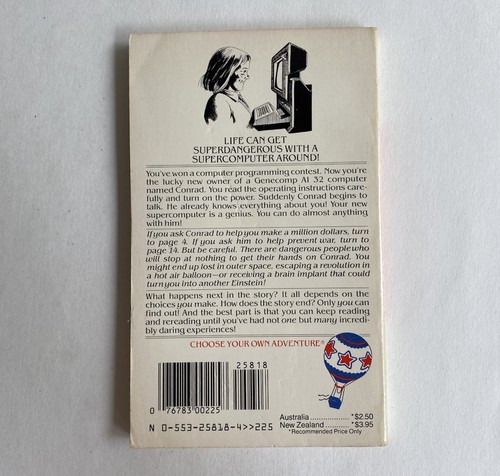 LIFE CAN GET
SUPERDANGEROUS WITH A
SUPERCOMPUTER AROUND!
You've won a computer programming contest. Now you're
the lucky new owner of a Genecomp AI 32 computer
named Conrad. You read the operating instructions care-
fully and turn on the power. Suddenly Conrad begins to
talk. He already knows everything about you! Your new
supercomputer is a genius. You can do almost anything
with him!
If you ask Conrad to help you make a million dollars, turn
to page 4. If you ask him to help prevent war, turn to
page 14. But be careful. There are dangerous people who
will stop at nothing to get their hands on Conrad. You
might end up lost in outer space, escaping a revolution in
a hot air balloon—or receiving a brain implant that could
turn you into another Einstein!
What happens next in the story? It all depends on the
choices you make. How does the story end? Only you can
find out! And the best part is that you can keep reading
and rereading until you've had not one but many incredi-
bly daring experiences!
CHOOSE YOUR OWN ADVENTURE®
25818
0 76783 00225
N 0-553-25818-4>>225
Australia .................... *$2.50
New Zealand ............... *$3.95
*Recommended Price Only